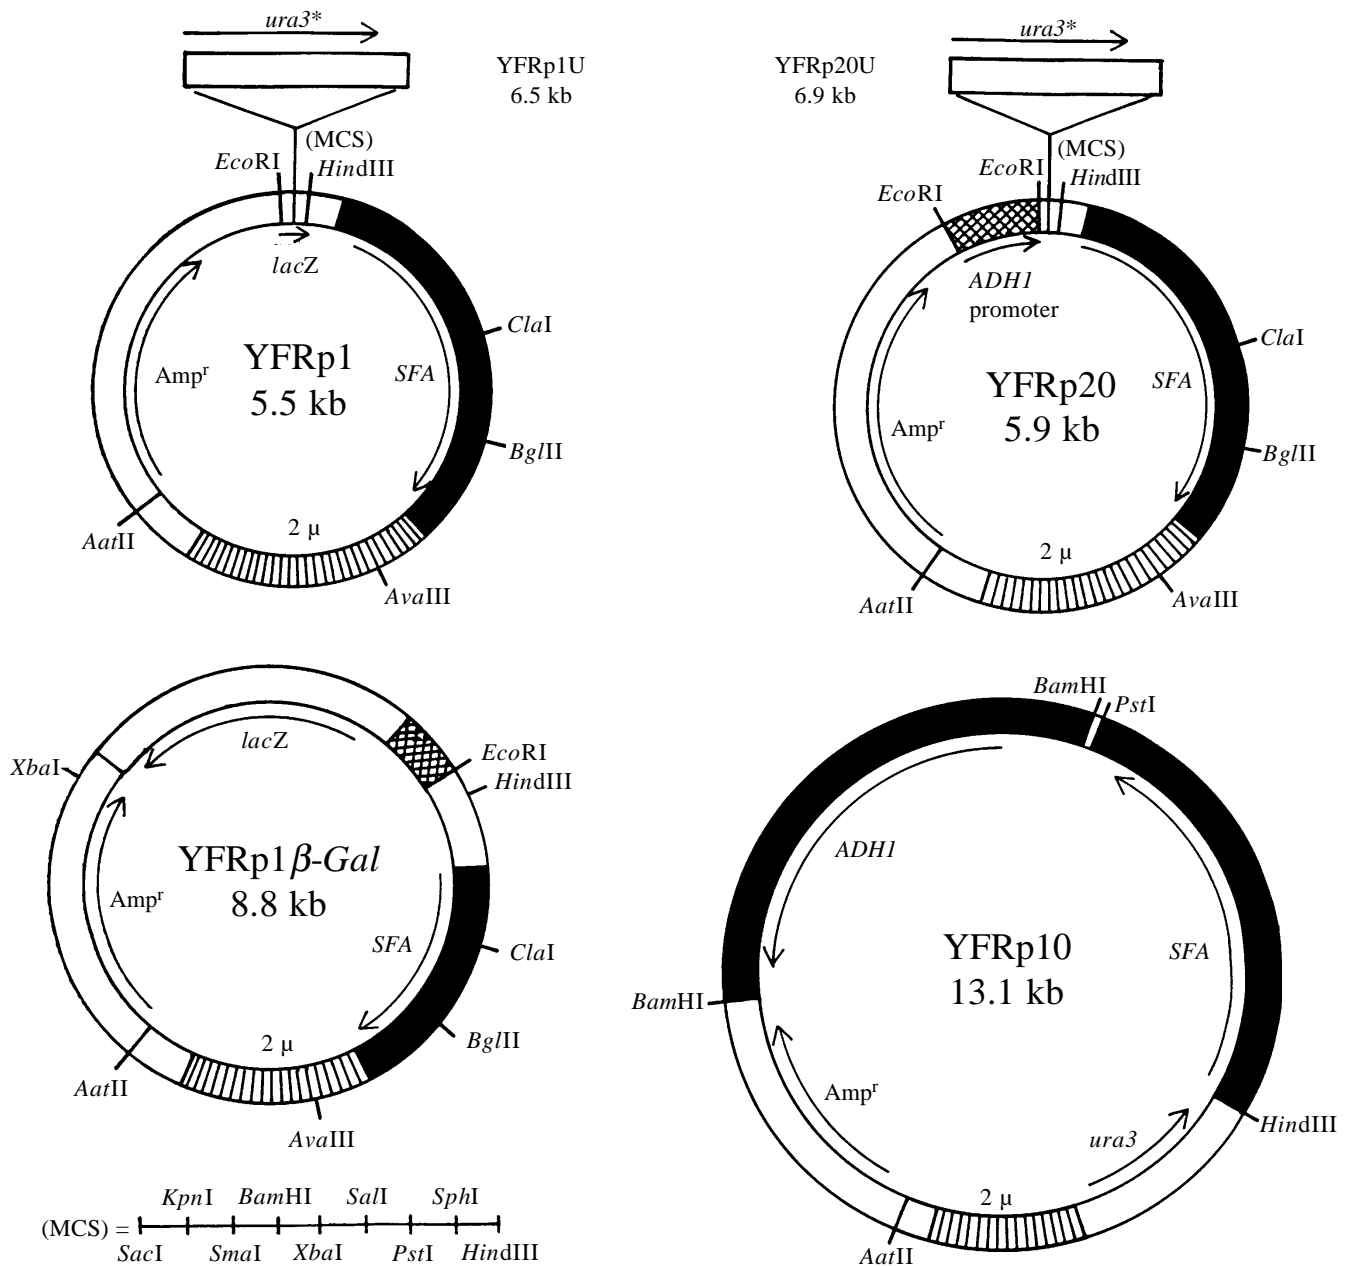 ura3*
YFRp1U
6.5 kb
(MCS)
EcoRI
HindIII
lacZ
ClaI
YFRp1
5.5 kb
Ampʳ
SFA
BglII
2 μ
AatII
AvaIII
ura3*
YFRp20U
6.9 kb
(MCS)
EcoRI
EcoRI
HindIII
ADH1
promoter
ClaI
YFRp20
5.9 kb
SFA
Ampʳ
BglII
2 μ
AatII
AvaIII
lacZ
XbaI
EcoRI
HindIII
YFRp1β-Gal
8.8 kb
Ampʳ
SFA
ClaI
BglII
2 μ
AatII
AvaIII
BamHI
PstI
ADH1
YFRp10
13.1 kb
SFA
BamHI
Ampʳ
ura3
HindIII
2 μ
AatII
KpnI BamHI SalI SphI
(MCS) =
SacI SmaI XbaI PstI HindIII